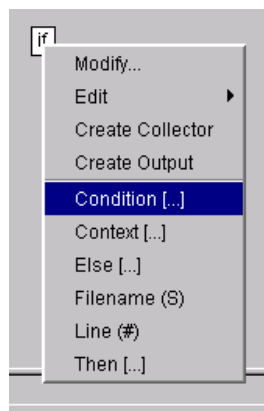 if
Modify...
Edit
Create Collector
Create Output
Condition [...]
Context [...]
Else [...]
Filename (S)
Line (#)
Then [...]